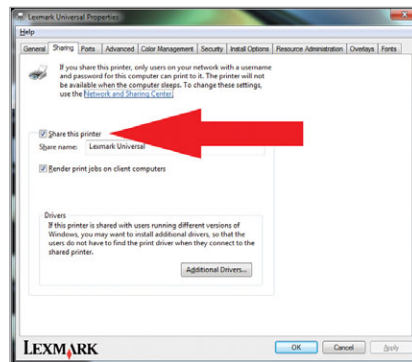 Lexmark Universal Properties
Help
General Sharing Ports Advanced Color Management Security Install Options Resource Administration Overlays Fonts
If you share this printer, only users on your network with a username
and password for this computer can print to it. The printer will not
be available when the computer sleeps. To change these settings,
use the Network and Sharing Center.
Share this printer
Share name: Lexmark Universal
Render print jobs on client computers
Drivers
If this printer is shared with users running different versions of
Windows, you may want to install additional drivers, so that the
users do not have to find the print driver when they connect to the
shared printer.
Additional Drivers...
LEXMARK
OK Cancel Apply